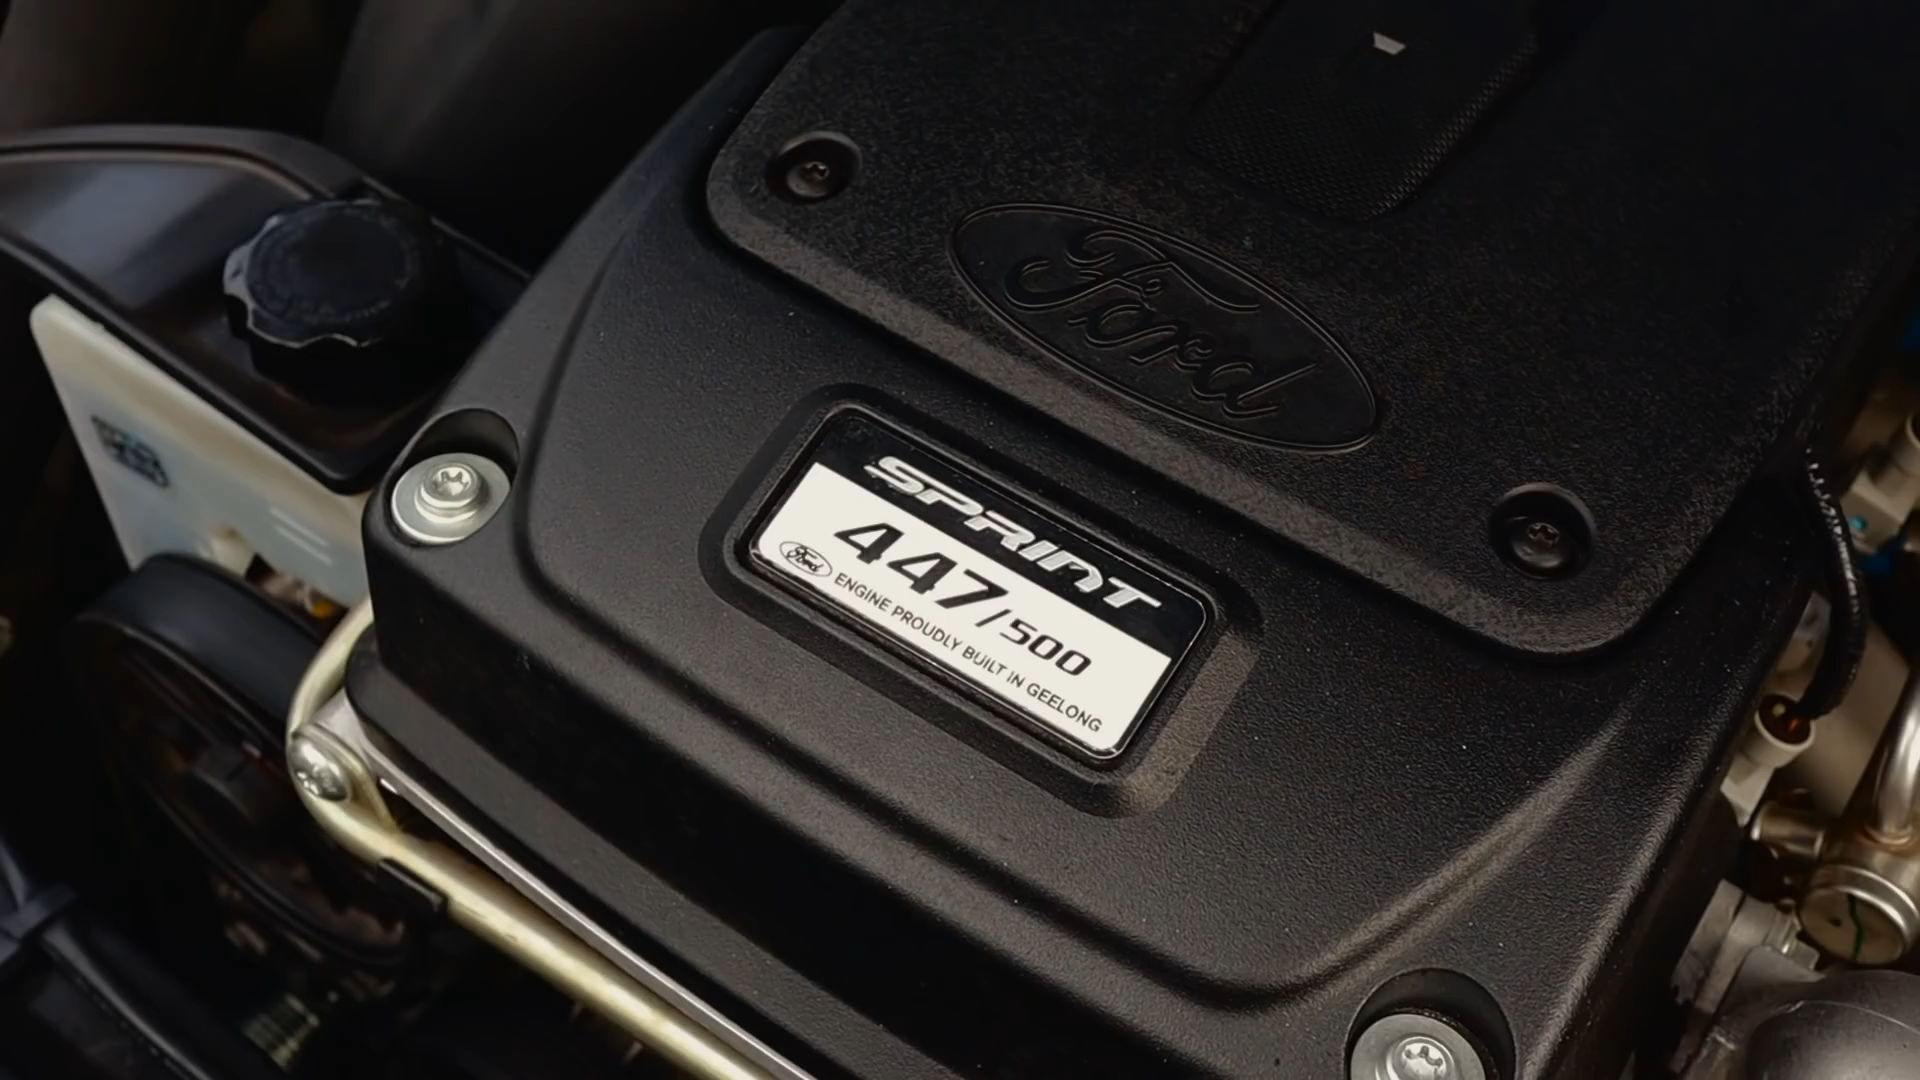 Ford
SPRINT
447/500
Ford
ENGINE PROUDLY BUILT IN GEELONG